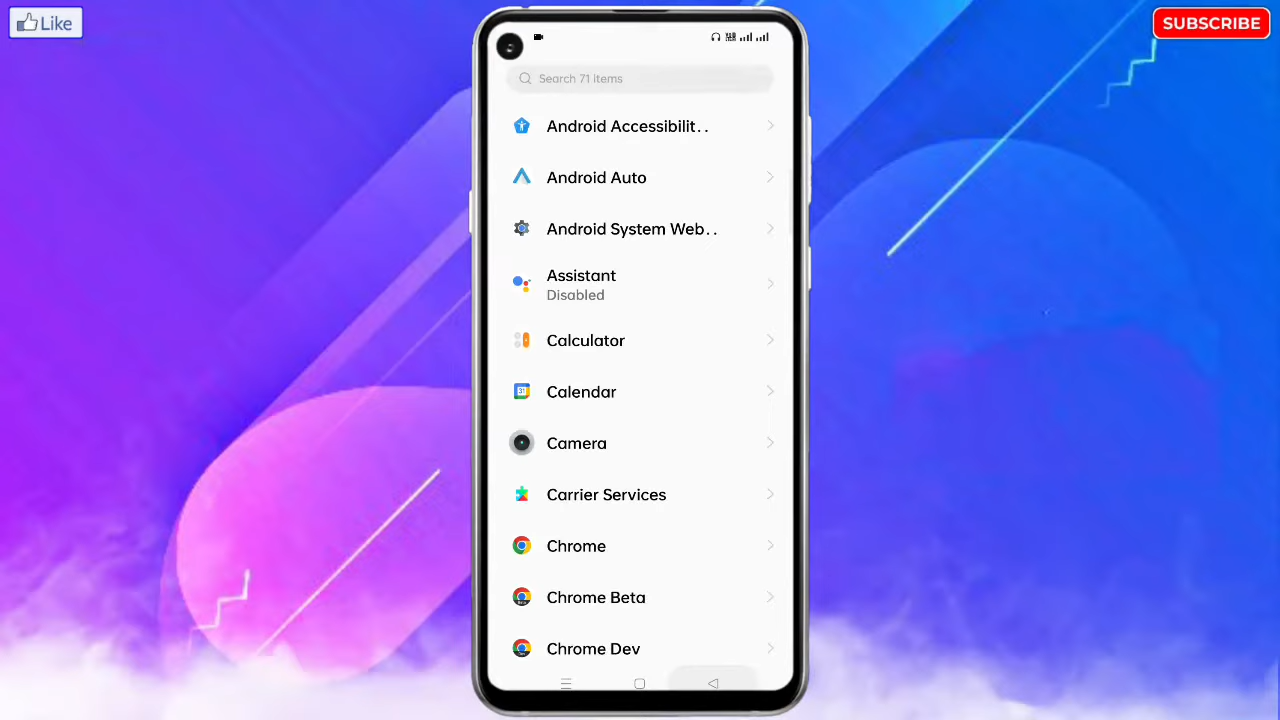 Like
SUBSCRIBE
Search 71 items
Android Accessibilit..
Android Auto
Android System Web..
Assistant
Disabled
Calculator
Calendar
Camera
Carrier Services
Chrome
Chrome Beta
Chrome Dev